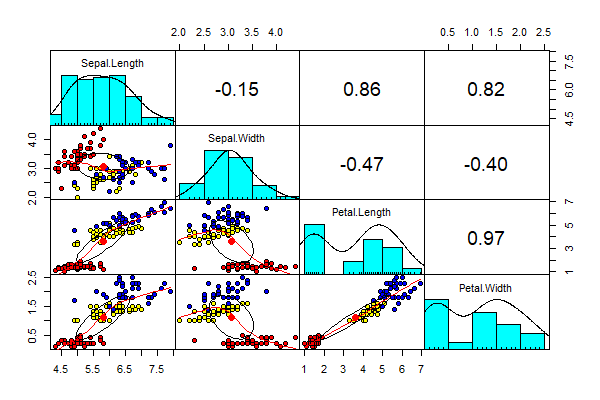 2.0 2.5 3.0 3.5 4.0
0.5 1.0 1.5 2.0 2.5
Sepal.Length
-0.15
0.86
0.82
4.5 6.0 7.5
2.0 3.0 4.0
Sepal.Width
-0.47
-0.40
Petal.Length
0.97
1 3 5 7
0.5 1.5 2.5
Petal.Width
4.5 5.5 6.5 7.5
1 2 3 4 5 6 7